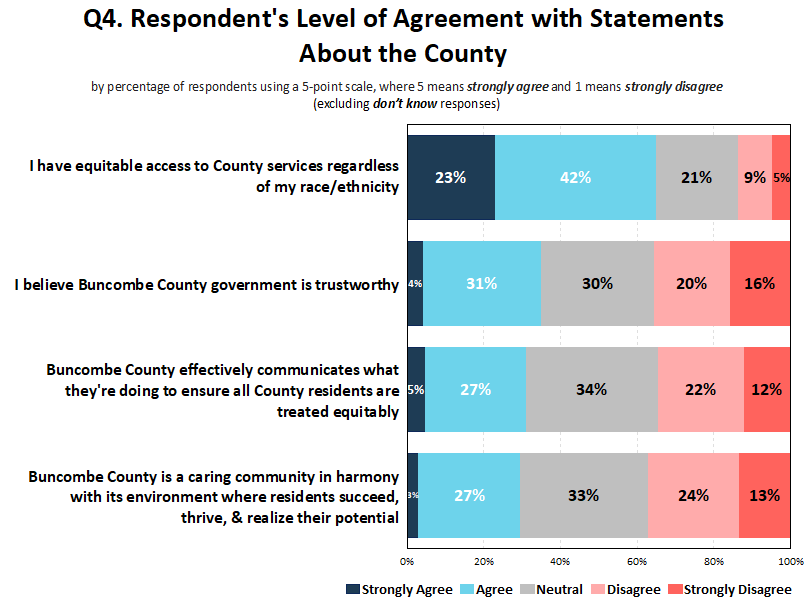 Q4. Respondent's Level of Agreement with Statements
About the County
by percentage of respondents using a 5-point scale, where 5 means strongly agree and 1 means strongly disagree
(excluding don't know responses)
I have equitable access to County services regardless
of my race/ethnicity
23% 42% 21% 9% 5%
I believe Buncombe County government is trustworthy
4% 31% 30% 20% 16%
Buncombe County effectively communicates what
they're doing to ensure all County residents are
treated equitably
5% 27% 34% 22% 12%
Buncombe County is a caring community in harmony
with its environment where residents succeed,
thrive, & realize their potential
3% 27% 33% 24% 13%
0% 20% 40% 60% 80% 100%
Strongly Agree Agree Neutral Disagree Strongly Disagree